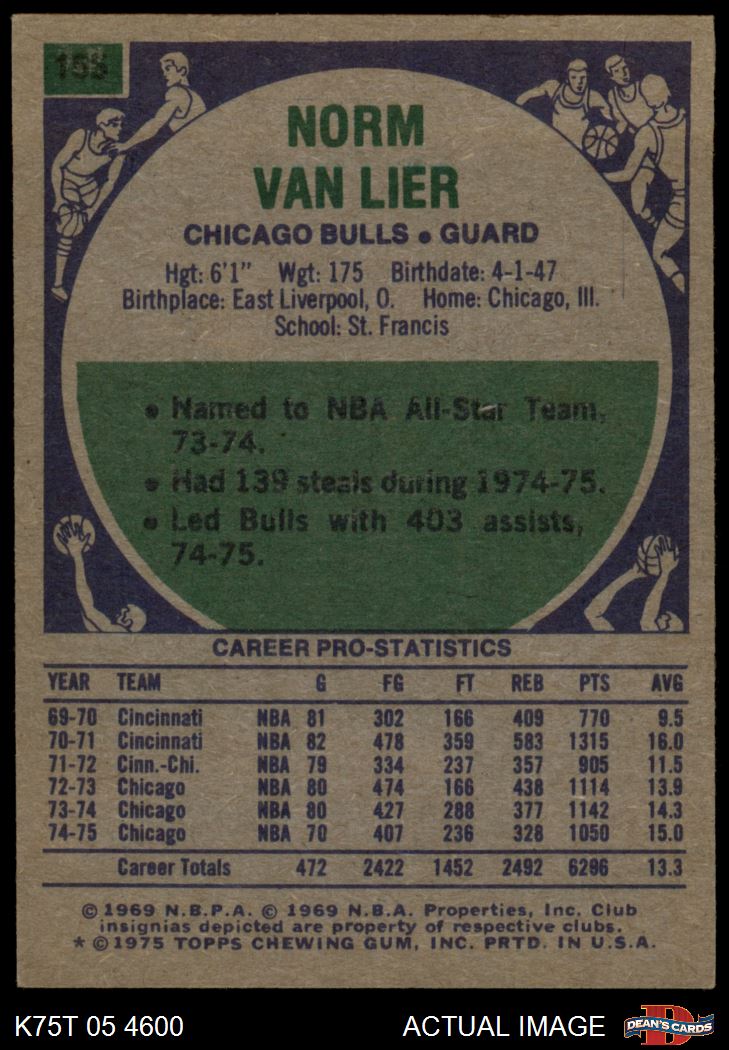 155
NORM
VAN LIER
CHICAGO BULLS • GUARD
Hgt: 6'1" Wgt: 175 Birthdate: 4-1-47
Birthplace: East Liverpool, O. Home: Chicago, Ill.
School: St. Francis
• Named to NBA All-Star Team,
73-74.
• Had 139 steals during 1974-75.
• Led Bulls with 403 assists,
74-75.
CAREER PRO-STATISTICS
YEAR TEAM G FG FT REB PTS AVG
69-70 Cincinnati NBA 81 302 166 409 770 9.5
70-71 Cincinnati NBA 82 478 359 583 1315 16.0
71-72 Cinn.-Chi. NBA 79 334 237 357 905 11.5
72-73 Chicago NBA 80 474 166 438 1114 13.9
73-74 Chicago NBA 80 427 288 377 1142 14.3
74-75 Chicago NBA 70 407 236 328 1050 15.0
Career Totals 472 2422 1452 2492 6296 13.3
© 1969 N.B.P.A. © 1969 N.B.A. Properties, Inc. Club
insignias depicted are property of respective clubs.
* © 1975 TOPPS CHEWING GUM, INC. PRTD. IN U.S.A.
K75T 05 4600 ACTUAL IMAGE D DEAN'S CARDS